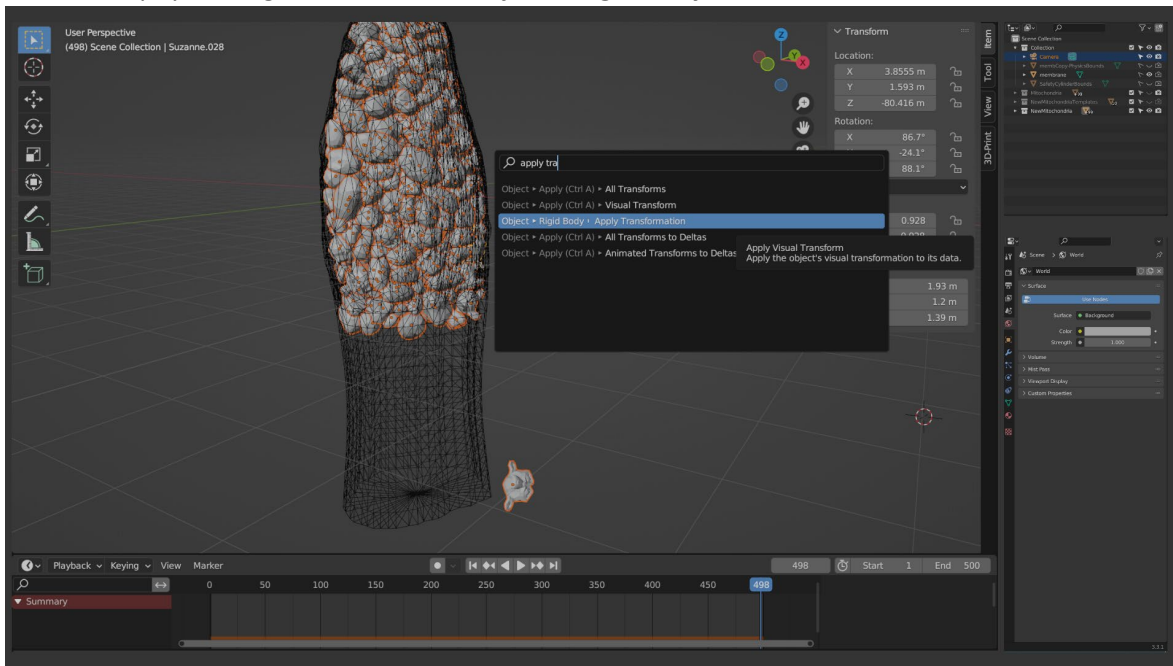 User Perspective
(498) Scene Collection | Suzanne.028
Z
Y
X
Transform
Location:
X 3.8555 m
Y 1.593 m
Z -80.416 m
Rotation:
X 86.7°
-24.1°
88.1°
0.928
0.928
1.93 m
1.2 m
1.39 m
Item
Tool
View
3D-Print
apply tra
Object ▸ Apply (Ctrl A) ▸ All Transforms
Object ▸ Apply (Ctrl A) ▸ Visual Transform
Object ▸ Rigid Body ▸ Apply Transformation
Object ▸ Apply (Ctrl A) ▸ All Transforms to Deltas
Object ▸ Apply (Ctrl A) ▸ Animated Transforms to Deltas
Apply Visual Transform
Apply the object's visual transformation to its data.
Scene Collection
Collection
Camera
membrane
Mitochondria
NewMitochondriaTemplates
NewMitochondria
Scene > World
World
Surface
Use Nodes
Surface Background
Color
Strength 1.000
Volume
Mist Pass
Viewport Display
Custom Properties
Playback Keying View Marker
498 Start 1 End 500
0 50 100 150 200 250 300 350 400 450 498
Summary
3.3.1